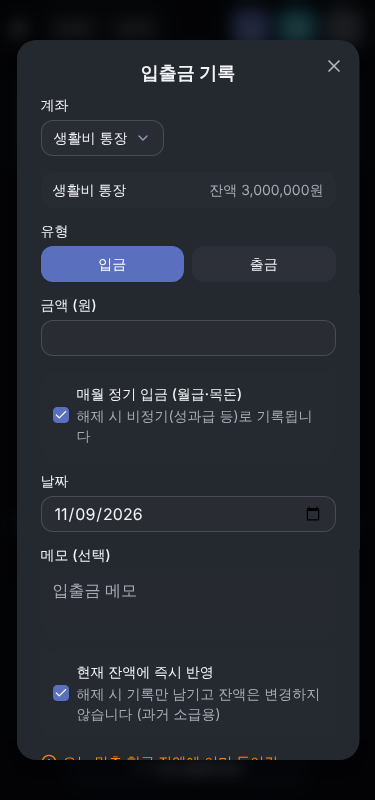 입출금 기록
계좌
생활비 통장
생활비 통장 잔액 3,000,000원
유형
입금 출금
금액 (원)
매월 정기 입금 (월급·목돈)
해제 시 비정기(성과급 등)로 기록됩니
다
날짜
11/09/2026
메모 (선택)
입출금 메모
현재 잔액에 즉시 반영
해제 시 기록만 남기고 잔액은 변경하지
않습니다 (과거 소급용)